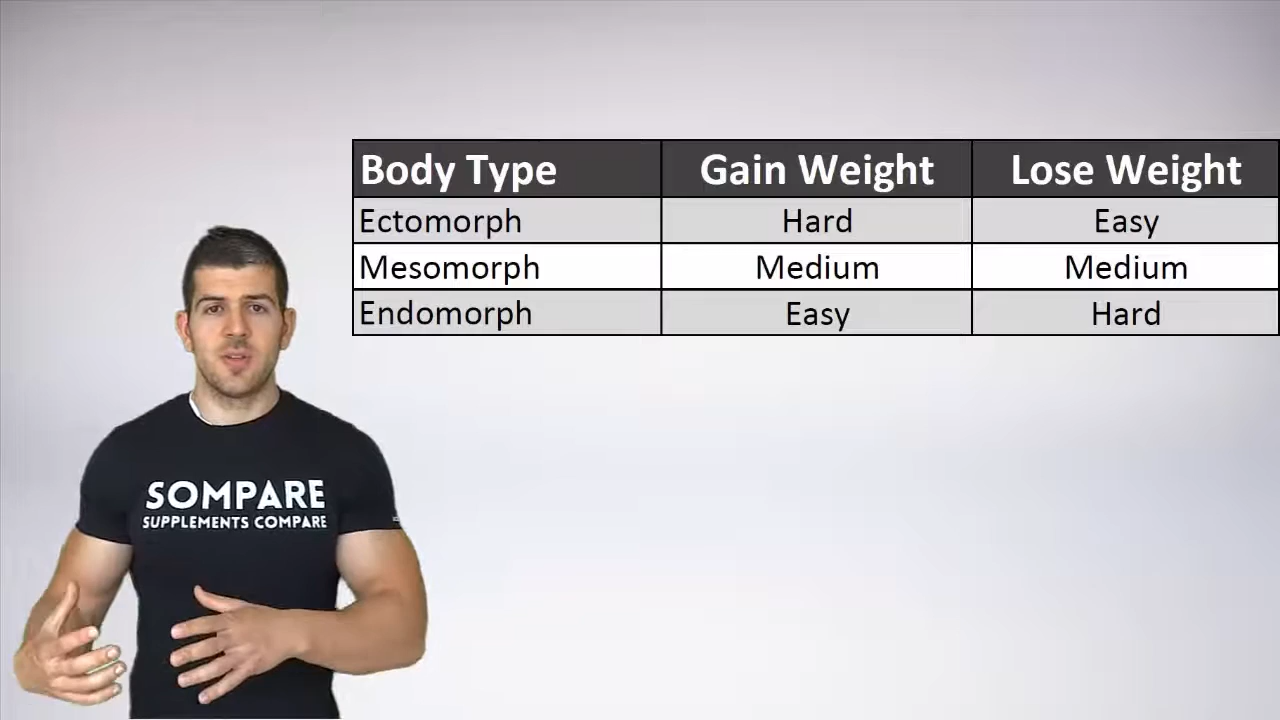 Body Type Gain Weight Lose Weight
Ectomorph Hard Easy
Mesomorph Medium Medium
Endomorph Easy Hard
SOMPARE
SUPPLEMENTS COMPARE